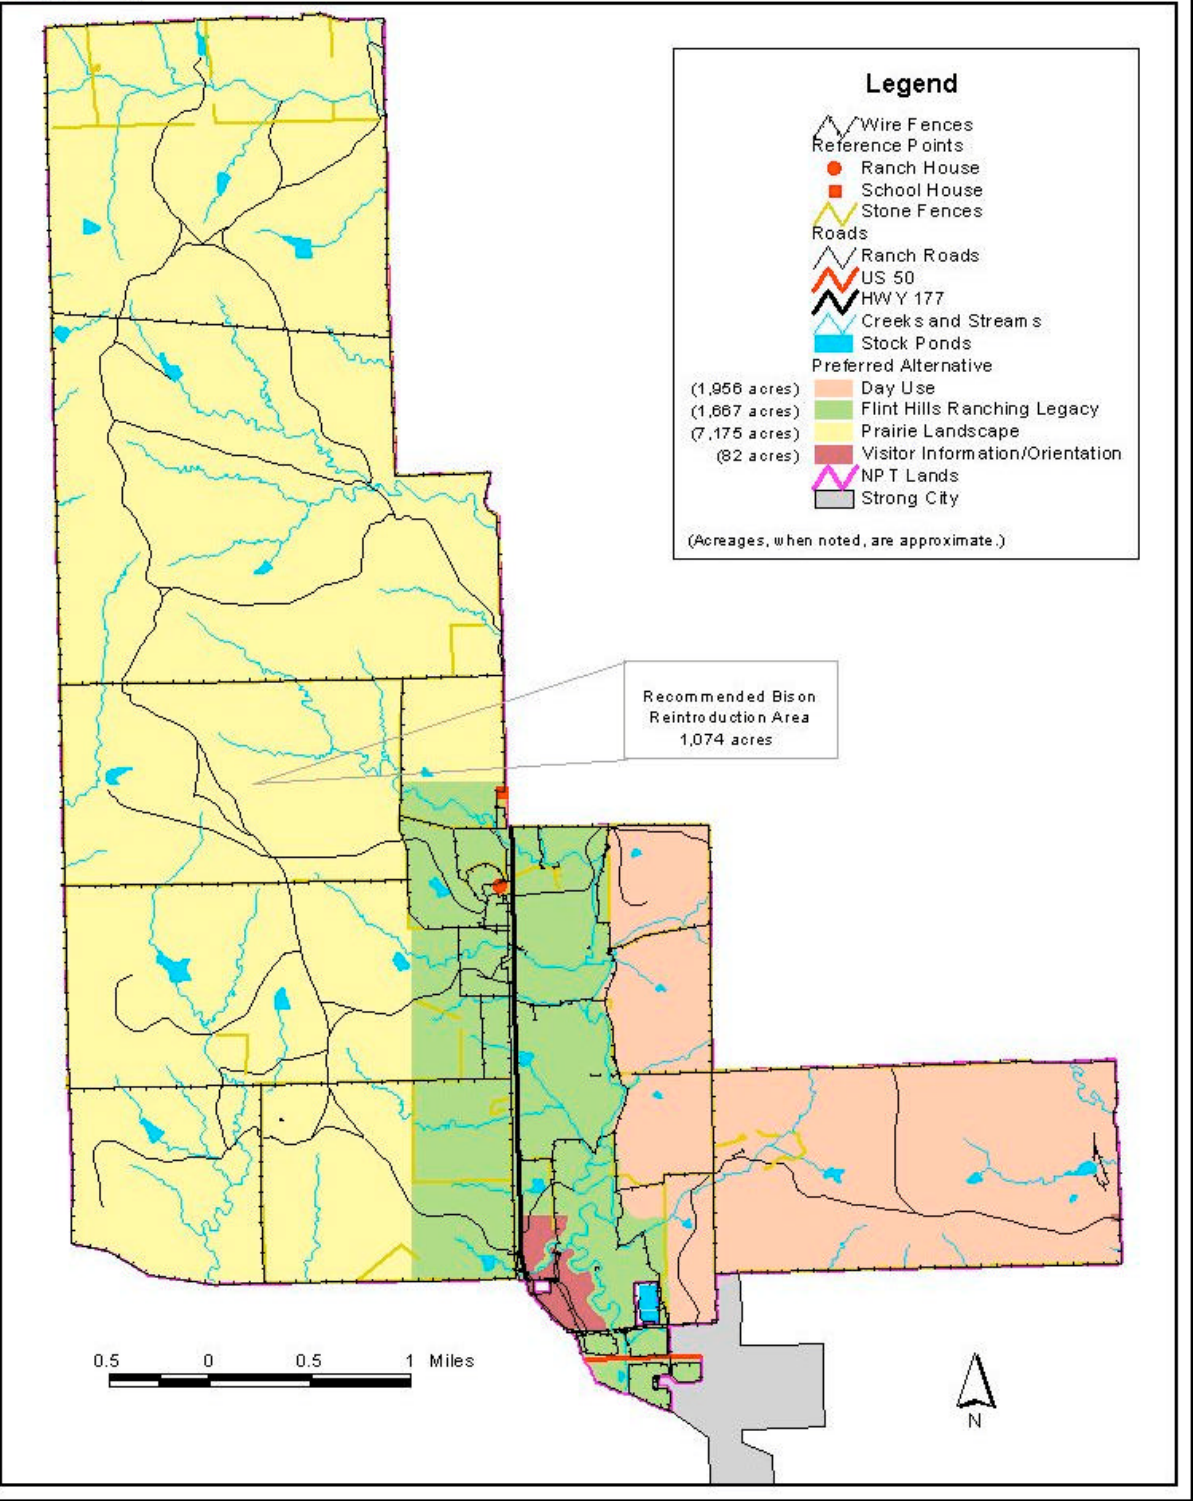 Legend
Wire Fences
Reference Points
Ranch House
School House
Stone Fences
Roads
Ranch Roads
US 50
HWY 177
Creeks and Streams
Stock Ponds
Preferred Alternative
(1,956 acres) Day Use
(1,667 acres) Flint Hills Ranching Legacy
(7,175 acres) Prairie Landscape
(82 acres) Visitor Information/Orientation
NPT Lands
Strong City
(Acreages, when noted, are approximate.)
Recommended Bison
Reintroduction Area
1,074 acres
0.5 0 0.5 1 Miles
N